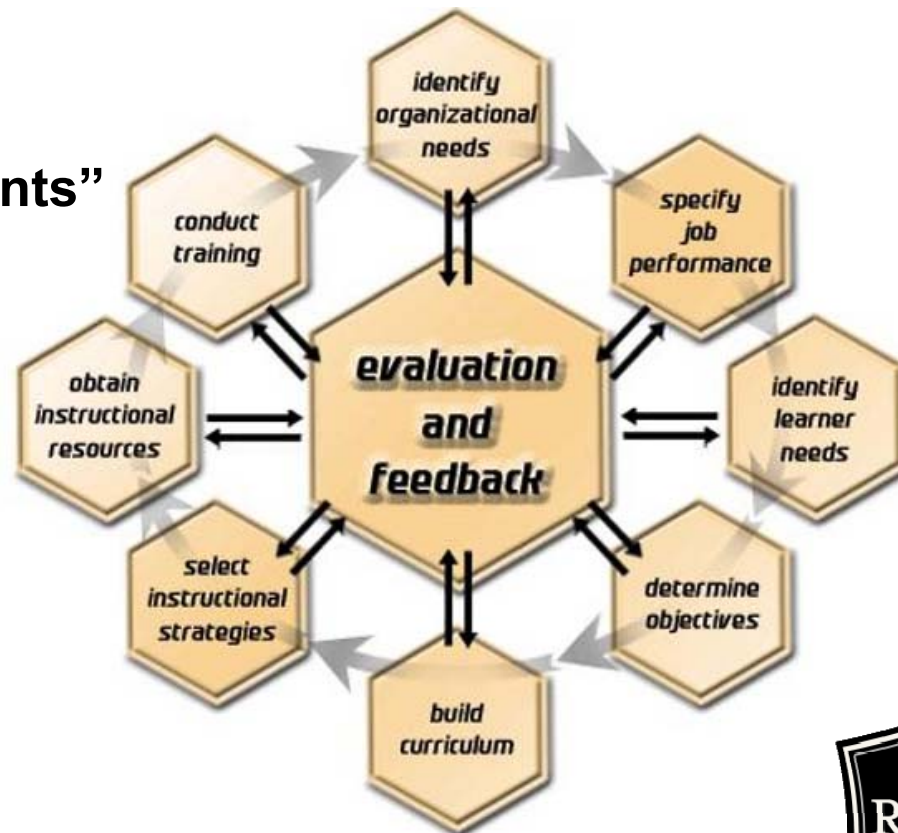 identify
organizational
needs
nts”
conduct
training
specify
job
performance
evaluation
and
feedback
obtain
instructional
resources
identify
learner
needs
select
instructional
strategies
determine
objectives
build
curriculum
R